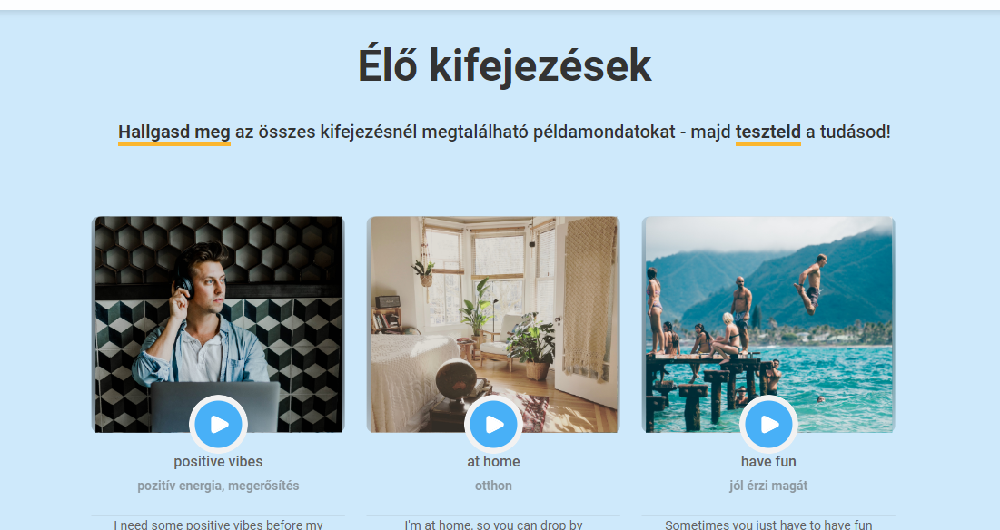 Élő kifejezések
Hallgasd meg az összes kifejezésnél megtalálható példamondatokat - majd teszteld a tudásod!
positive vibes
pozitív energia, megerősítés
I need some positive vibes before my
at home
otthon
I'm at home, so you can drop by
have fun
jól érzi magát
Sometimes you just have to have fun